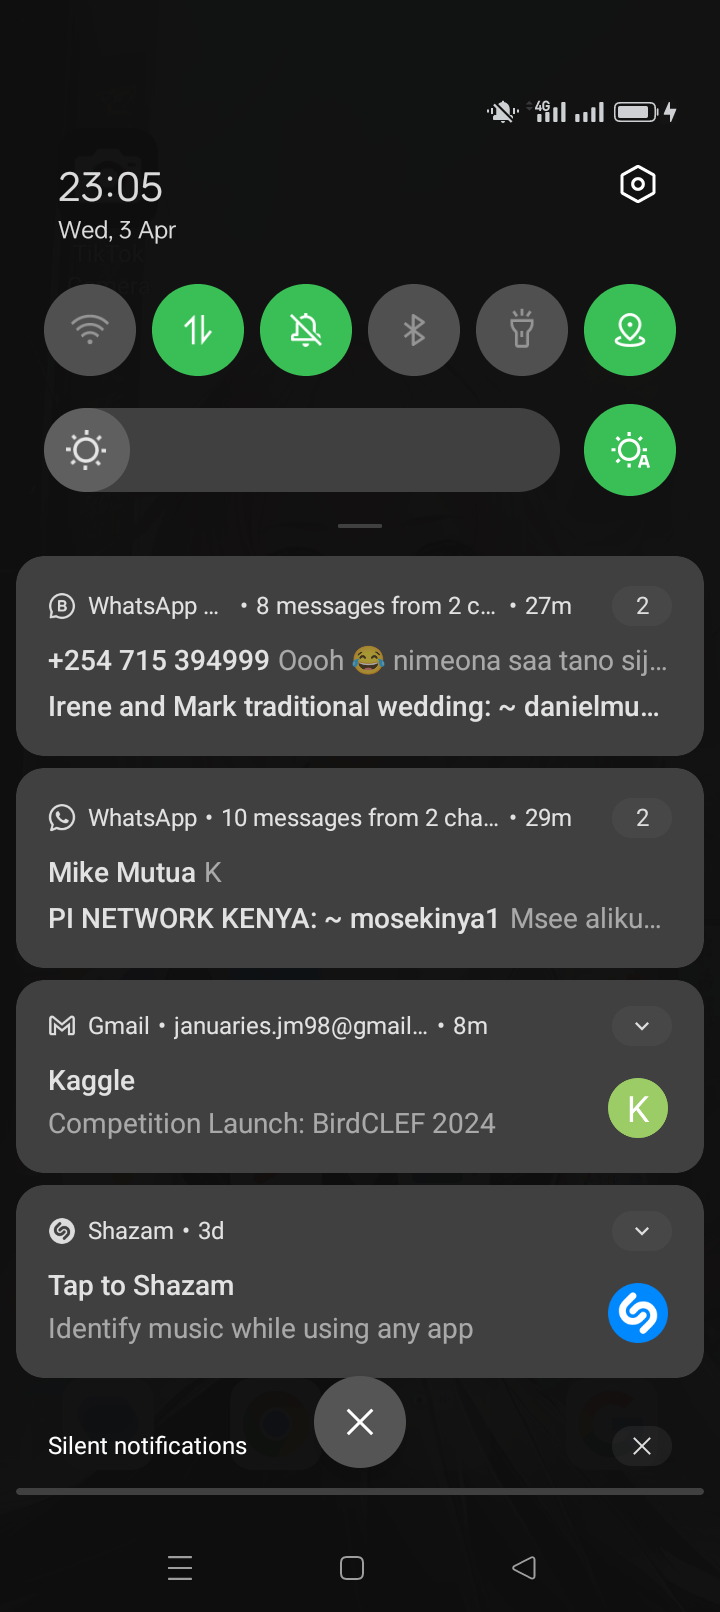 4G
23:05
Wed, 3 Apr
A
WhatsApp ... • 8 messages from 2 c... • 27m 2
+254 715 394999 Oooh 😂 nimeona saa tano sij...
Irene and Mark traditional wedding: ~ danielmu...
WhatsApp • 10 messages from 2 cha... • 29m 2
Mike Mutua K
PI NETWORK KENYA: ~ mosekinya1 Msee aliku...
Gmail • januaries.jm98@gmail... • 8m
Kaggle
Competition Launch: BirdCLEF 2024
K
Shazam • 3d
Tap to Shazam
Identify music while using any app
Silent notifications